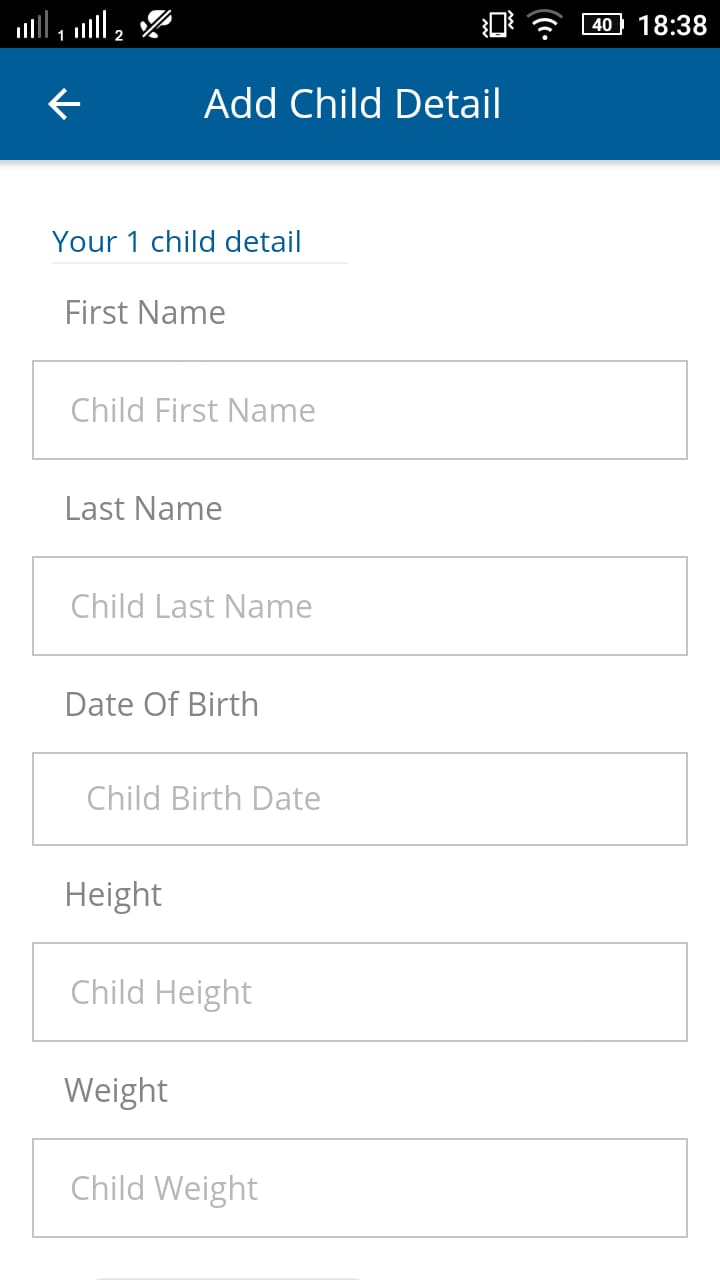 1 2 40 18:38
Add Child Detail
Your 1 child detail
First Name
Child First Name
Last Name
Child Last Name
Date Of Birth
Child Birth Date
Height
Child Height
Weight
Child Weight